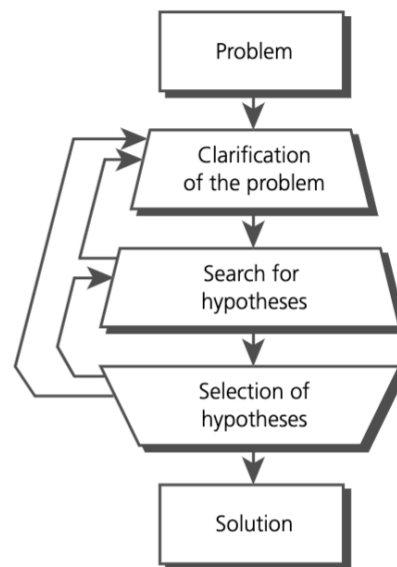 Problem
Clarification
of the problem
Search for
hypotheses
Selection of
hypotheses
Solution